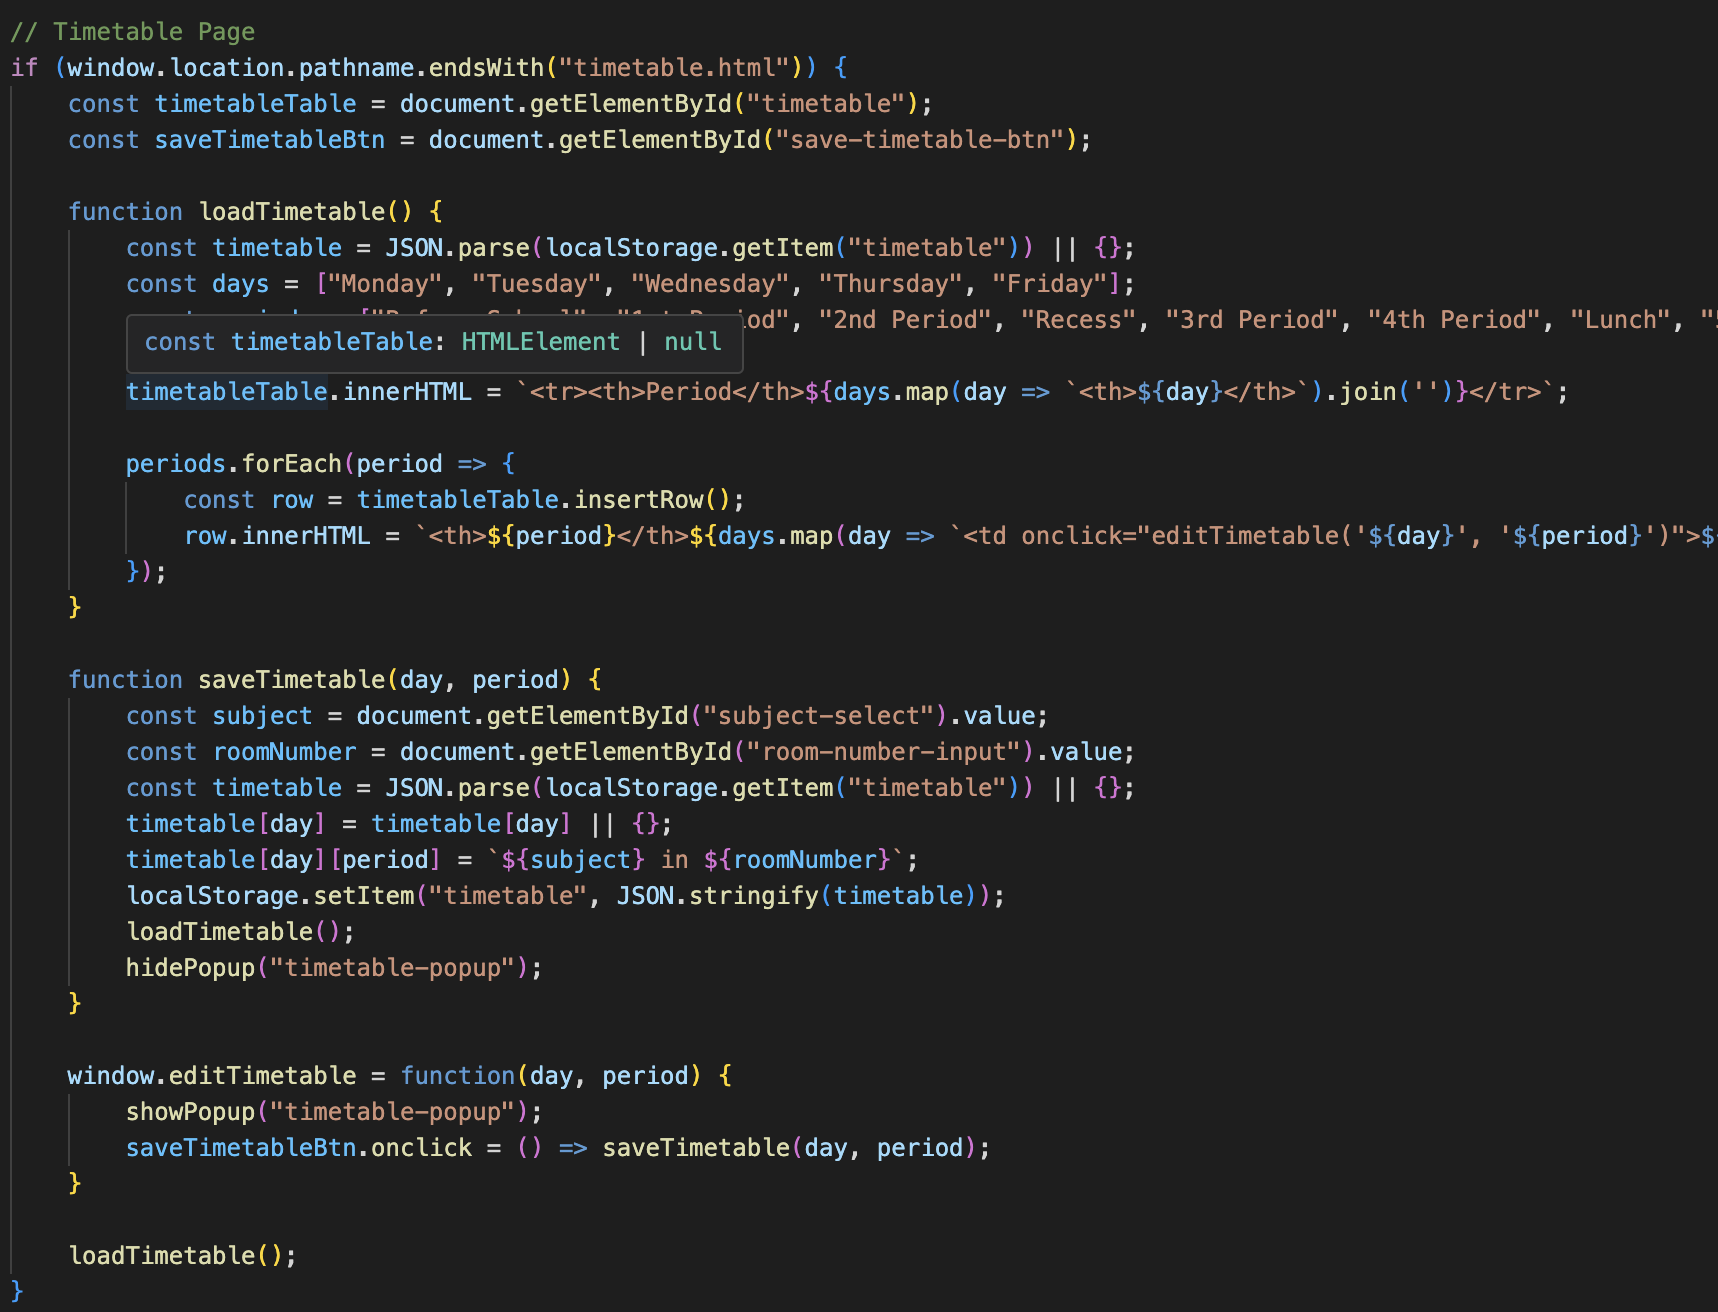 // Timetable Page
if (window.location.pathname.endsWith("timetable.html")) {
    const timetableTable = document.getElementById("timetable");
    const saveTimetableBtn = document.getElementById("save-timetable-btn");
    function loadTimetable() {
        const timetable = JSON.parse(localStorage.getItem("timetable")) || {};
        const days = ["Monday", "Tuesday", "Wednesday", "Thursday", "Friday"];
"2nd Period", "Recess", "3rd Period", "4th Period", "Lunch", "
const timetableTable: HTMLElement | null
        timetableTable.innerHTML = `<tr><th>Period</th>${days.map(day => `<th>${day}</th>`).join('')}</tr>`;
        periods.forEach(period => {
            const row = timetableTable.insertRow();
            row.innerHTML = `<th>${period}</th>${days.map(day => `<td onclick="editTimetable('${day}', '${period}')">$
        });
    }
    function saveTimetable(day, period) {
        const subject = document.getElementById("subject-select").value;
        const roomNumber = document.getElementById("room-number-input").value;
        const timetable = JSON.parse(localStorage.getItem("timetable")) || {};
        timetable[day] = timetable[day] || {};
        timetable[day][period] = `${subject} in ${roomNumber}`;
        localStorage.setItem("timetable", JSON.stringify(timetable));
        loadTimetable();
        hidePopup("timetable-popup");
    }
    window.editTimetable = function(day, period) {
        showPopup("timetable-popup");
        saveTimetableBtn.onclick = () => saveTimetable(day, period);
    }
    loadTimetable();
}